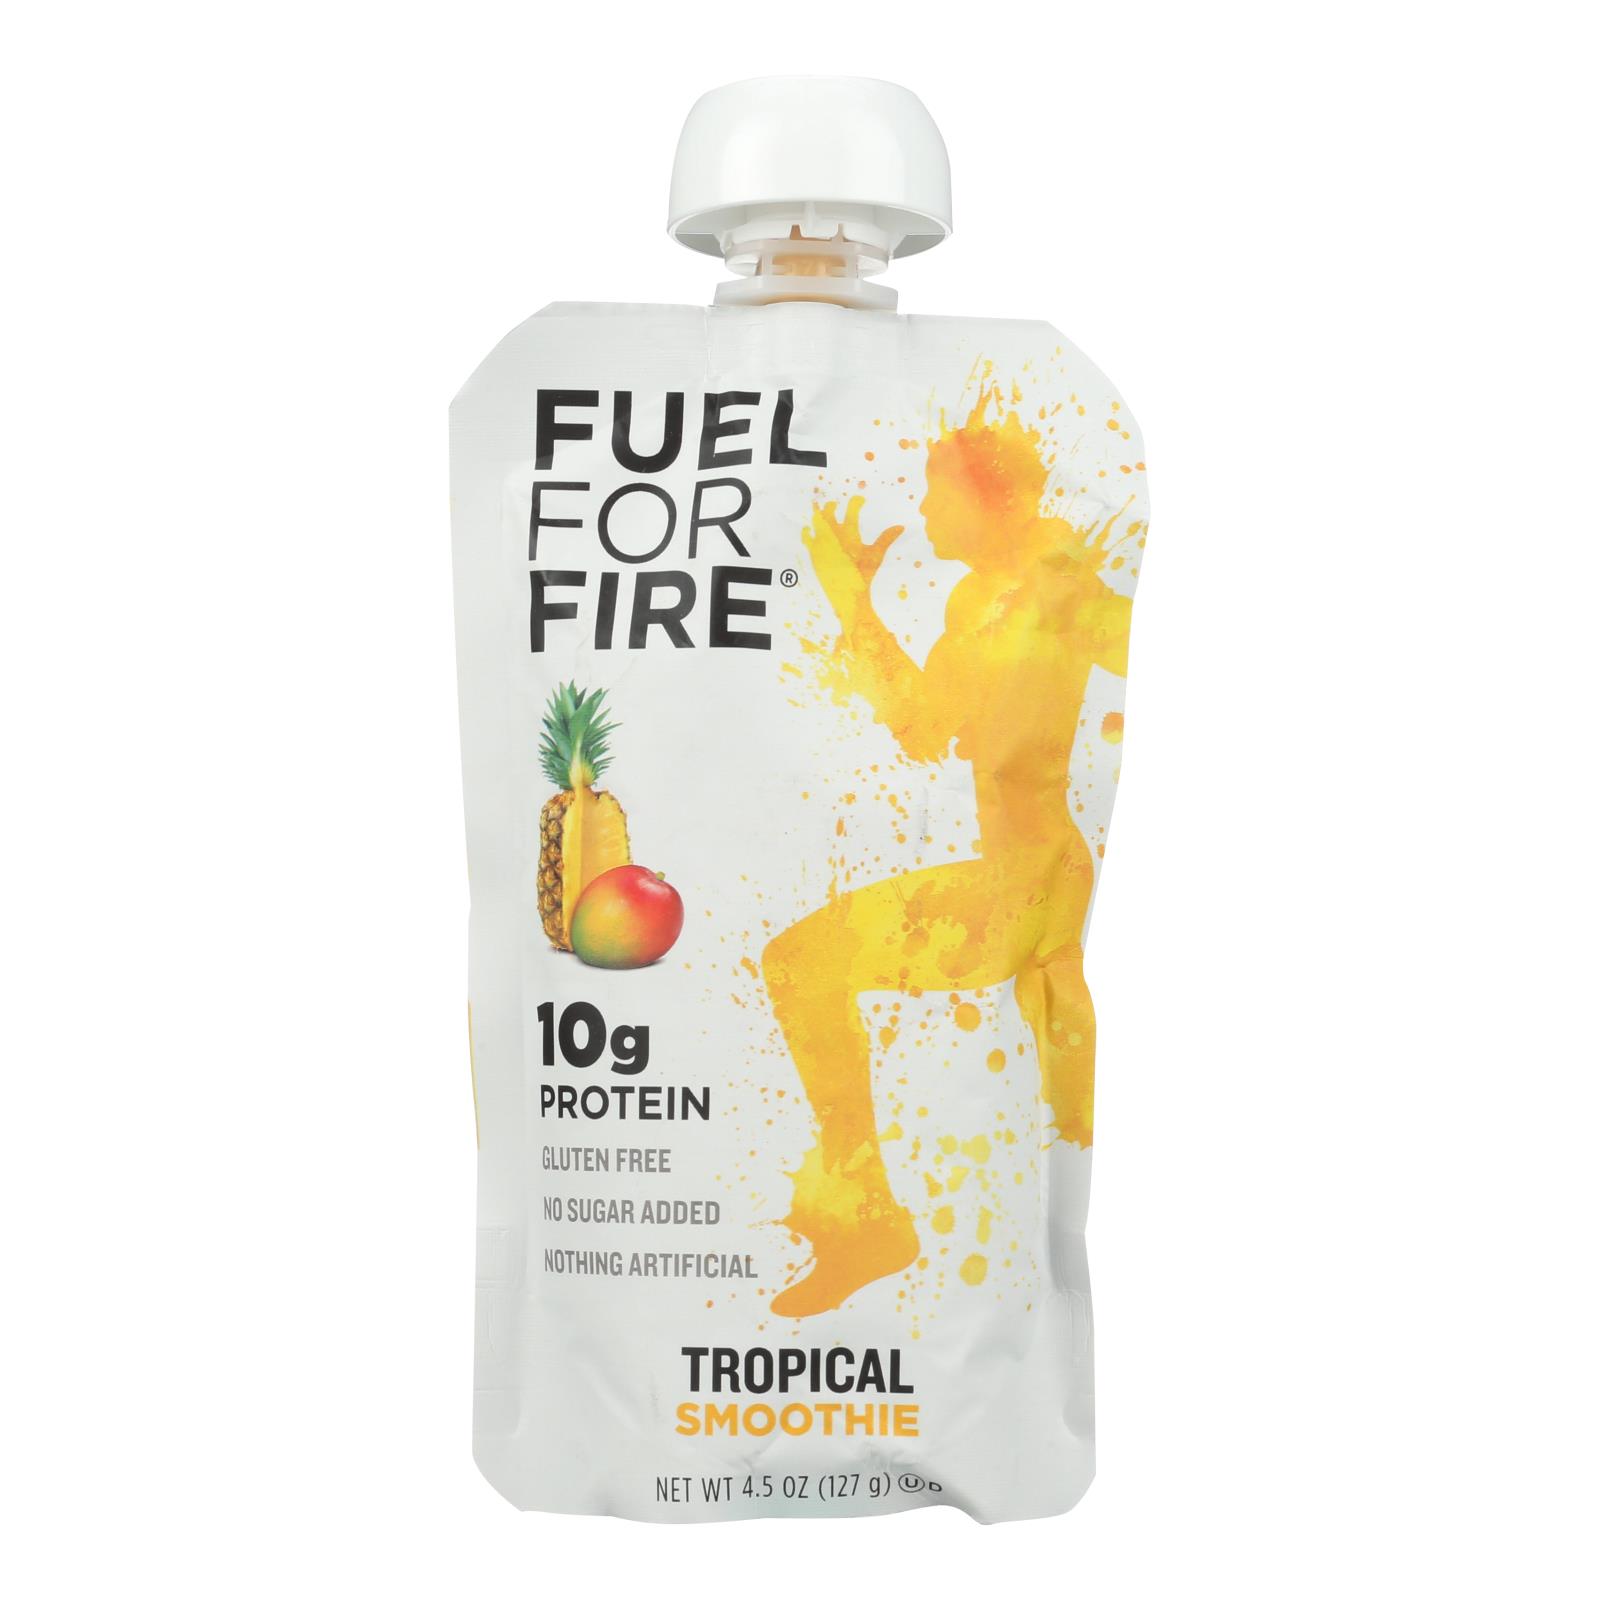 FUEL
FOR
FIRE®
10g
PROTEIN
GLUTEN FREE
NO SUGAR ADDED
NOTHING ARTIFICIAL
TROPICAL
SMOOTHIE
NET WT 4.5 OZ (127 g) Ⓤ D